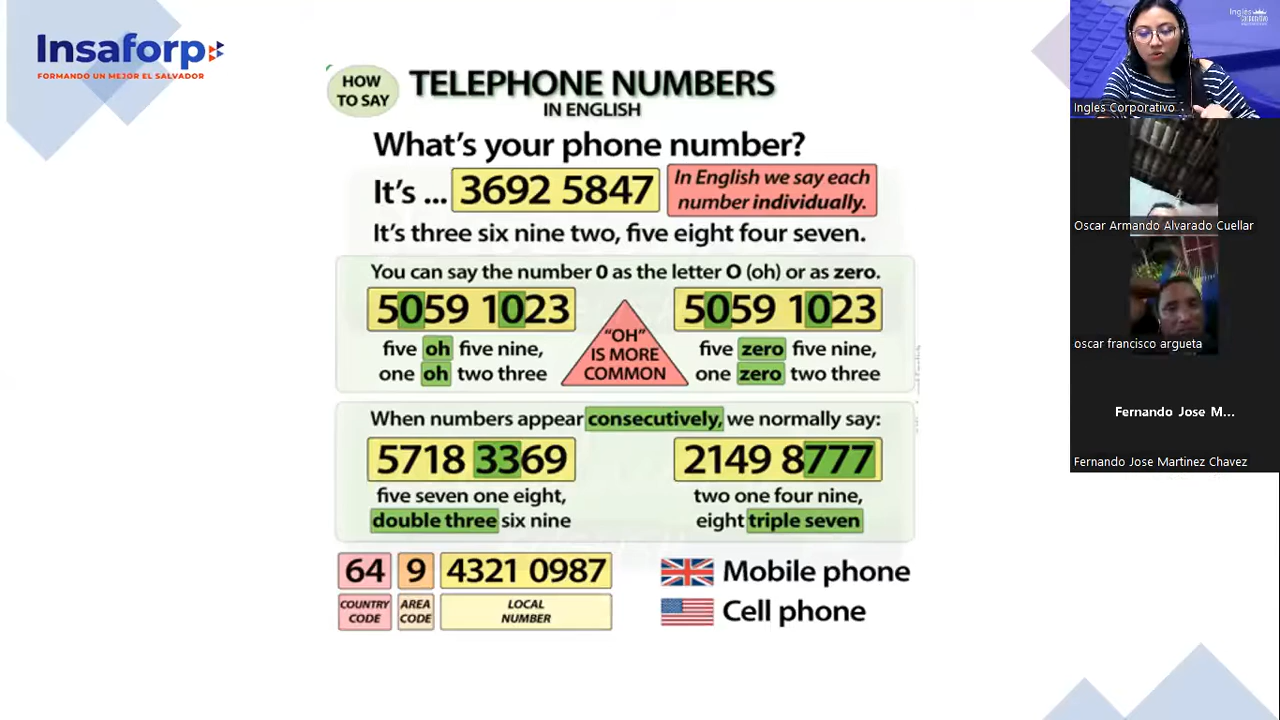 Insaforp
FORMANDO UN MEJOR EL SALVADOR
HOW
TO SAY
TELEPHONE NUMBERS
IN ENGLISH
What's your phone number?
It's ... 3692 5847
In English we say each
number individually.
It's three six nine two, five eight four seven.
You can say the number 0 as the letter O (oh) or as zero.
5059 1023
five oh five nine,
one oh two three
"OH"
IS MORE
COMMON
5059 1023
five zero five nine,
one zero two three
When numbers appear consecutively, we normally say:
5718 3369
five seven one eight,
double three six nine
2149 8777
two one four nine,
eight triple seven
64 9 4321 0987
COUNTRY
CODE
AREA
CODE
LOCAL
NUMBER
Mobile phone
Cell phone
Ingles Corporativo
Oscar Armando Alvarado Cuellar
oscar francisco argueta
Fernando Jose M...
Fernando Jose Martinez Chavez